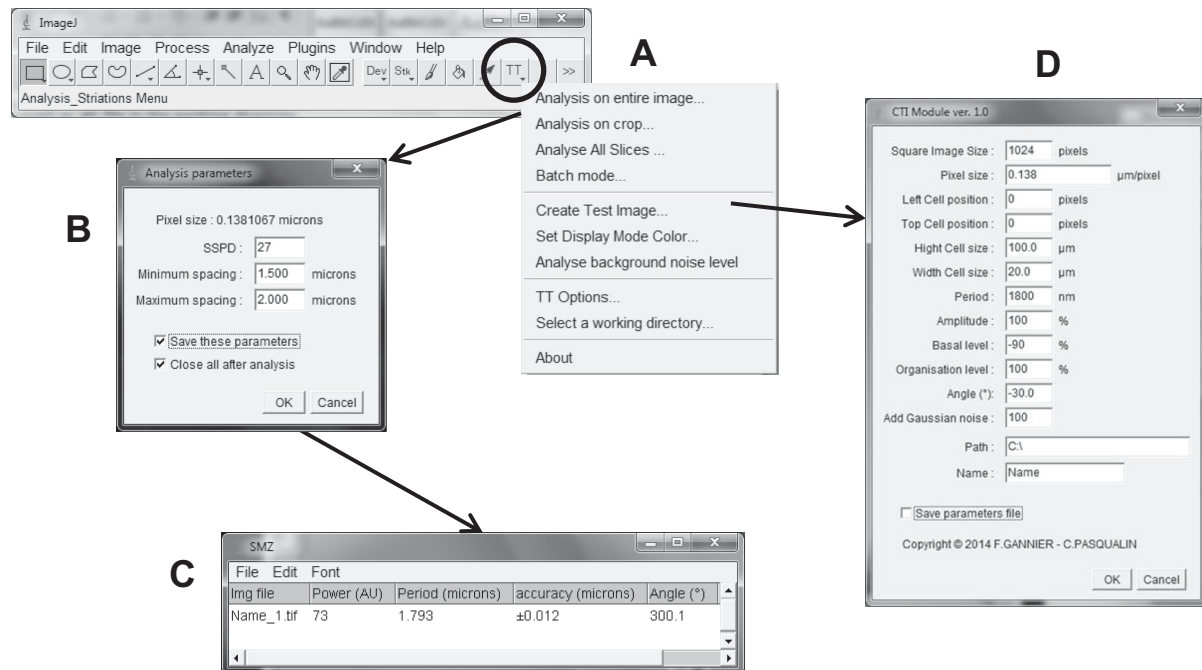 ImageJ
File Edit Image Process Analyze Plugins Window Help
Dev Stk TT >>
Analysis_Striations Menu
A
Analysis on entire image...
Analysis on crop...
Analyse All Slices ...
Batch mode...
Create Test Image...
Set Display Mode Color...
Analyse background noise level
TT Options...
Select a working directory...
About
B
Analysis parameters
Pixel size : 0.1381067 microns
SSPD : 27
Minimum spacing : 1.500 microns
Maximum spacing : 2.000 microns
Save these parameters
Close all after analysis
OK Cancel
C
SMZ
File Edit Font
Img file Power (AU) Period (microns) accuracy (microns) Angle (°)
Name_1.tif 73 1.793 ±0.012 300.1
D
CTI Module ver. 1.0
Square Image Size : 1024 pixels
Pixel size : 0.138 µm/pixel
Left Cell position : 0 pixels
Top Cell position : 0 pixels
Hight Cell size : 100.0 µm
Width Cell size : 20.0 µm
Period : 1800 nm
Amplitude : 100 %
Basal level : -90 %
Organisation level : 100 %
Angle (°): -30.0
Add Gaussian noise : 100
Path : C:\
Name : Name
Save parameters file
Copyright © 2014 F.GANNIER - C.PASQUALIN
OK Cancel